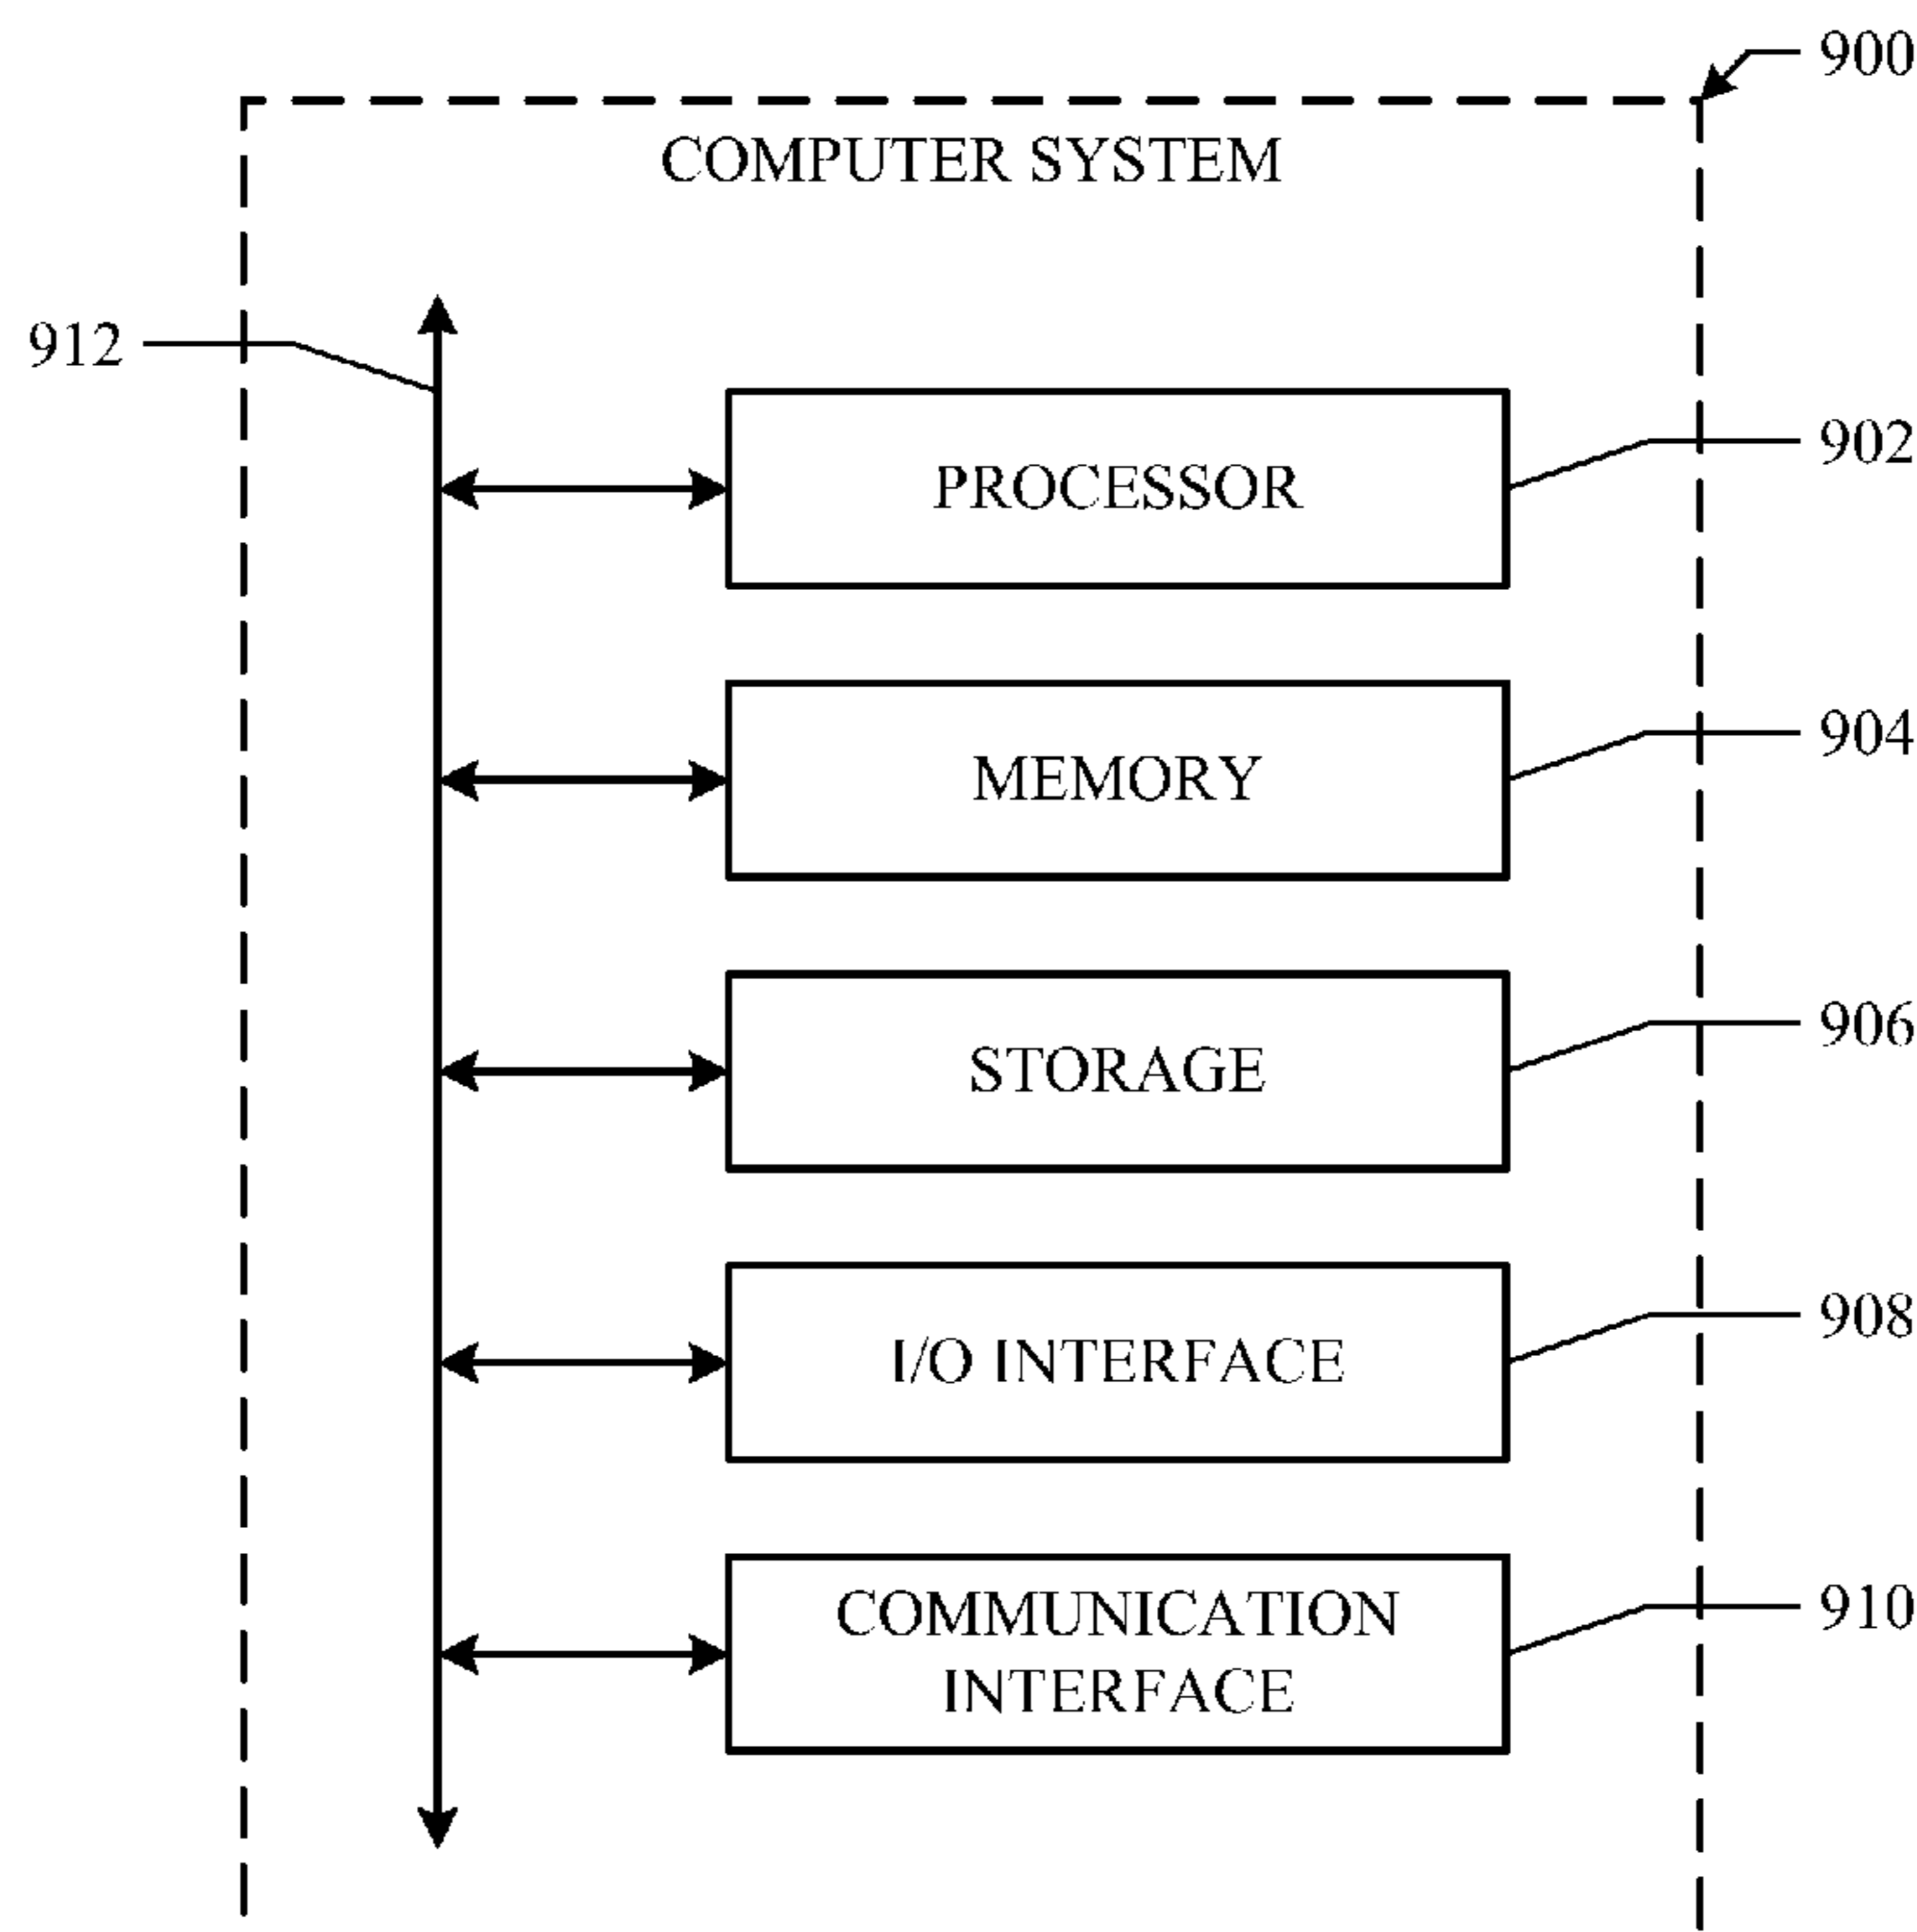 900
COMPUTER SYSTEM
912
PROCESSOR
902
MEMORY
904
STORAGE
906
I/O INTERFACE
908
COMMUNICATION
INTERFACE
910